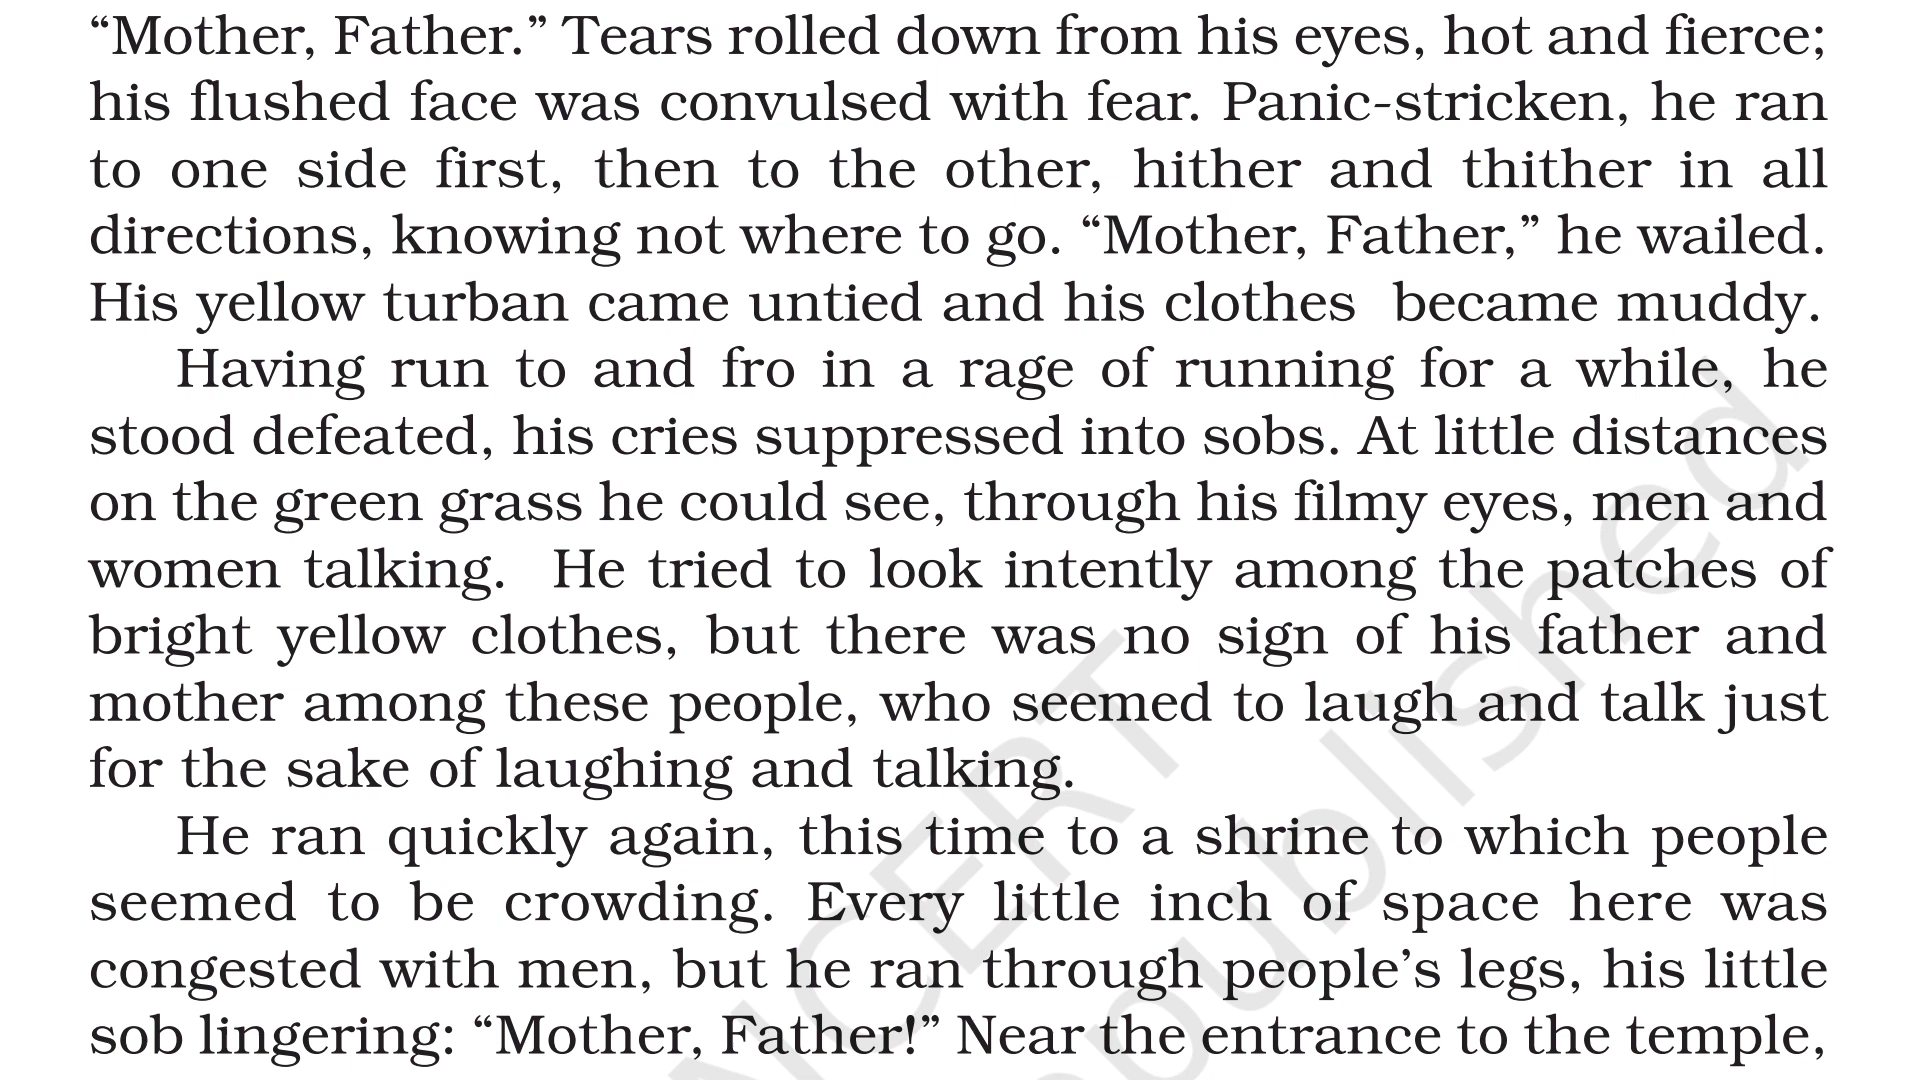 “Mother, Father.” Tears rolled down from his eyes, hot and fierce;
his flushed face was convulsed with fear. Panic-stricken, he ran
to one side first, then to the other, hither and thither in all
directions, knowing not where to go. “Mother, Father,” he wailed.
His yellow turban came untied and his clothes became muddy.
Having run to and fro in a rage of running for a while, he
stood defeated, his cries suppressed into sobs. At little distances
on the green grass he could see, through his filmy eyes, men and
women talking. He tried to look intently among the patches of
bright yellow clothes, but there was no sign of his father and
mother among these people, who seemed to laugh and talk just
for the sake of laughing and talking.
He ran quickly again, this time to a shrine to which people
seemed to be crowding. Every little inch of space here was
congested with men, but he ran through people’s legs, his little
sob lingering: “Mother, Father!” Near the entrance to the temple,
NCERT
published